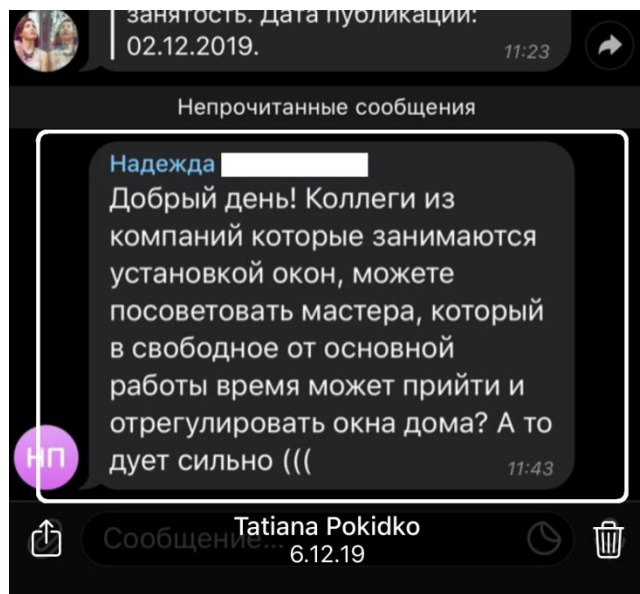 занятость. Дата публикации:
02.12.2019.
11:23
Непрочитанные сообщения
Надежда
Добрый день! Коллеги из
компаний которые занимаются
установкой окон, можете
посоветовать мастера, который
в свободное от основной
работы время может прийти и
отрегулировать окна дома? А то
дует сильно (((
11:43
НП
Сообщение...
Tatiana Pokidko
6.12.19